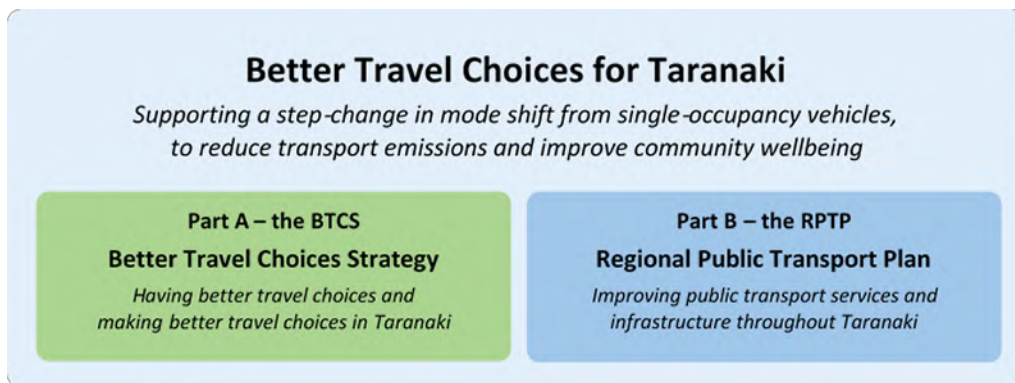 Better Travel Choices for Taranaki
Supporting a step-change in mode shift from single-occupancy vehicles,
to reduce transport emissions and improve community wellbeing
Part A – the BTCS
Better Travel Choices Strategy
Having better travel choices and
making better travel choices in Taranaki
Part B – the RPTP
Regional Public Transport Plan
Improving public transport services and
infrastructure throughout Taranaki